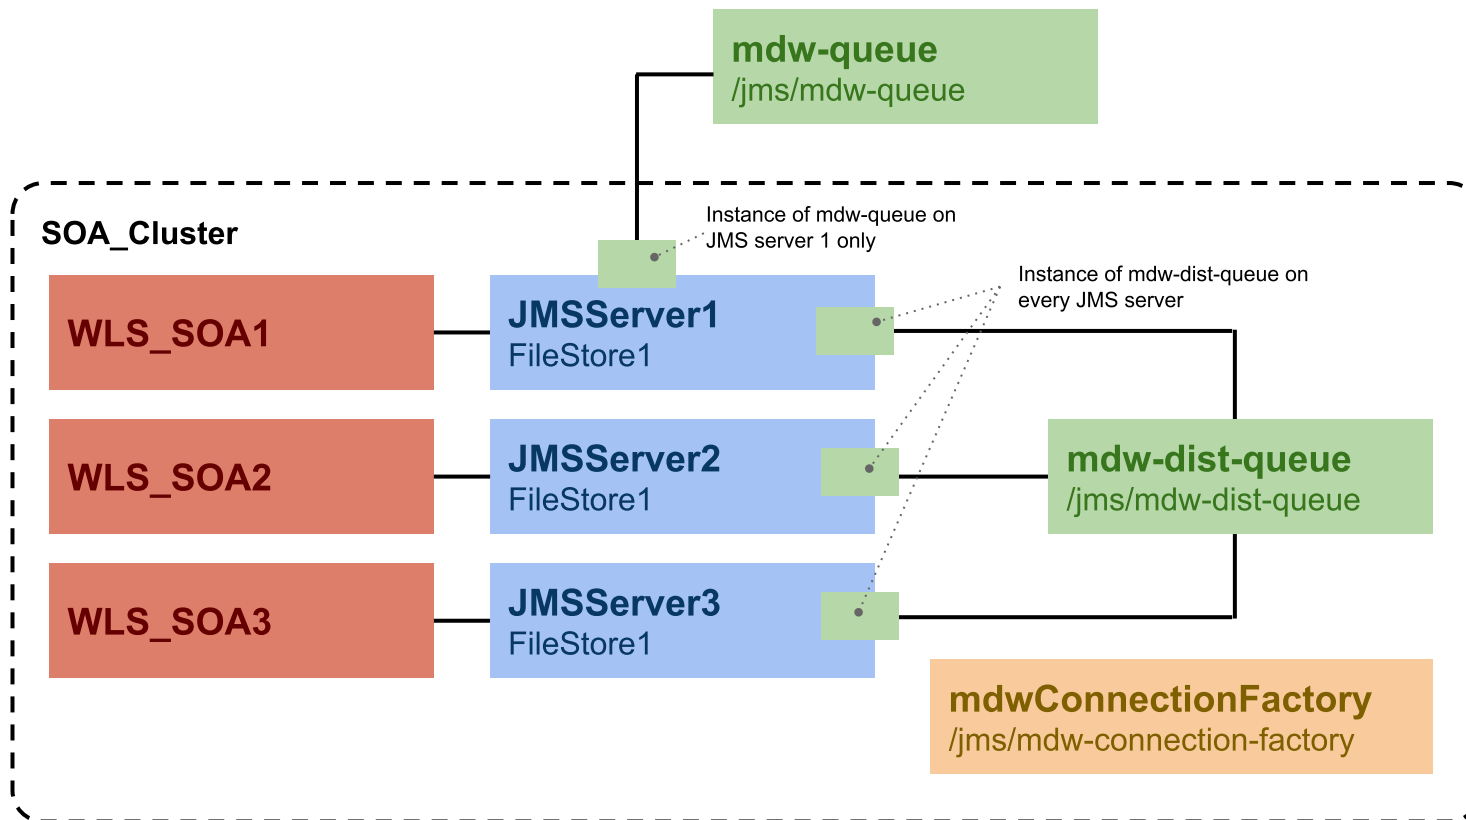 mdw-queue
/jms/mdw-queue
SOA_Cluster
Instance of mdw-queue on
JMS server 1 only
Instance of mdw-dist-queue on
every JMS server
WLS_SOA1
JMSServer1
FileStore1
WLS_SOA2
JMSServer2
FileStore1
mdw-dist-queue
/jms/mdw-dist-queue
WLS_SOA3
JMSServer3
FileStore1
mdwConnectionFactory
/jms/mdw-connection-factory